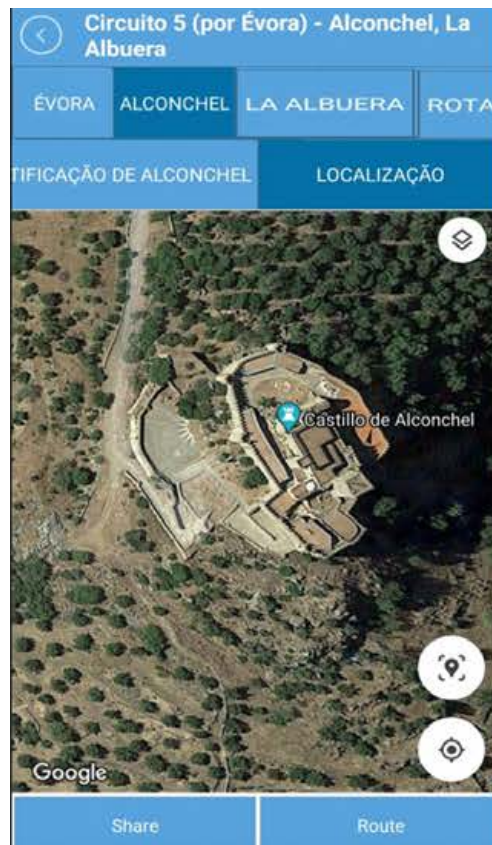 Circuito 5 (por Évora) - Alconchel, La
Albuera
ÉVORA ALCONCHEL LA ALBUERA ROTA
TIFICAÇÃO DE ALCONCHEL LOCALIZAÇÃO
Castillo de Alconchel
Google
Share Route